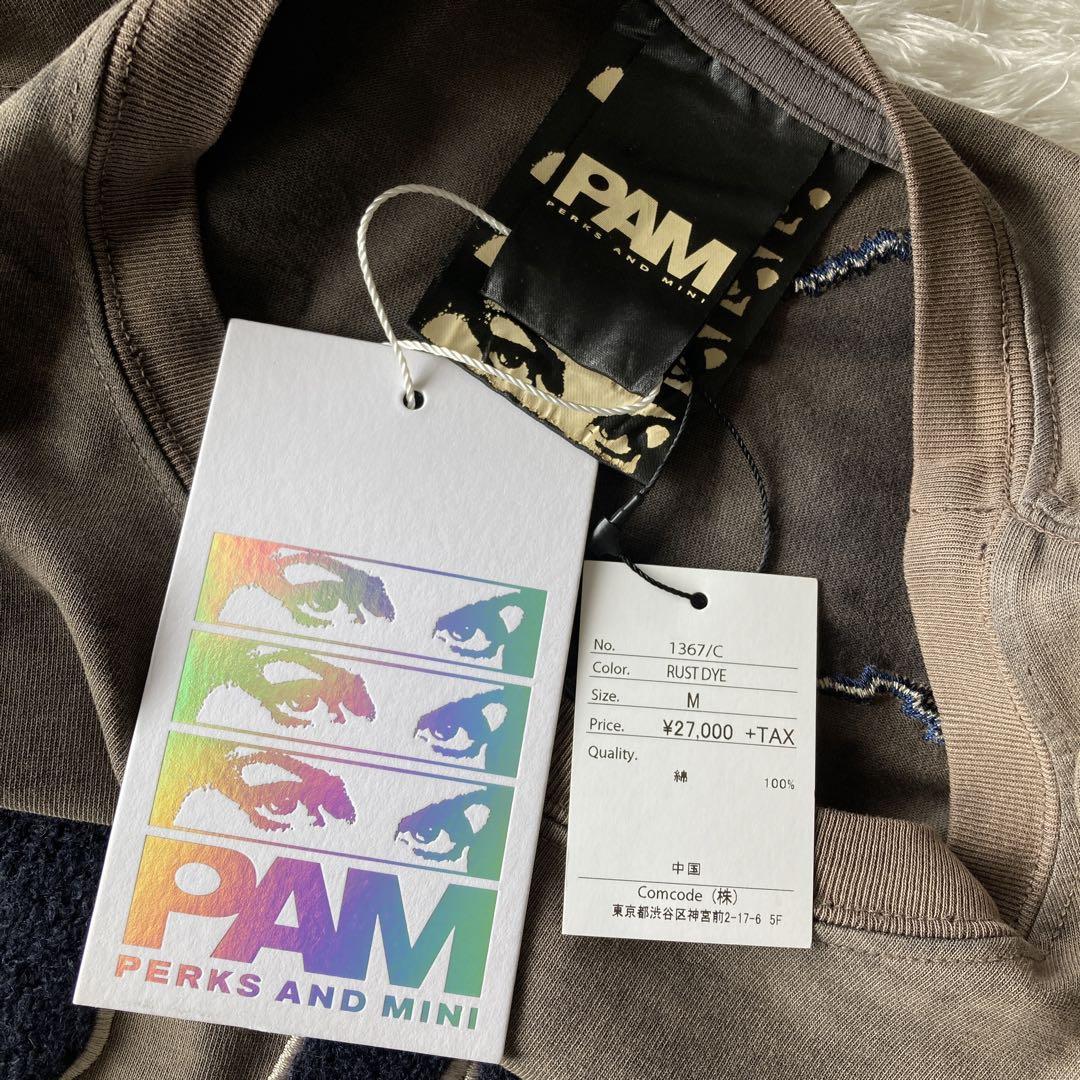 PAM
PERKS AND MINI
PAM
PERKS AND MINI
No. 1367/C
Color. RUST DYE
Size. M
Price. ¥27,000 +TAX
Quality.
綿 100%
中国
Comcode (株)
東京都渋谷区神宮前2-17-6 5F